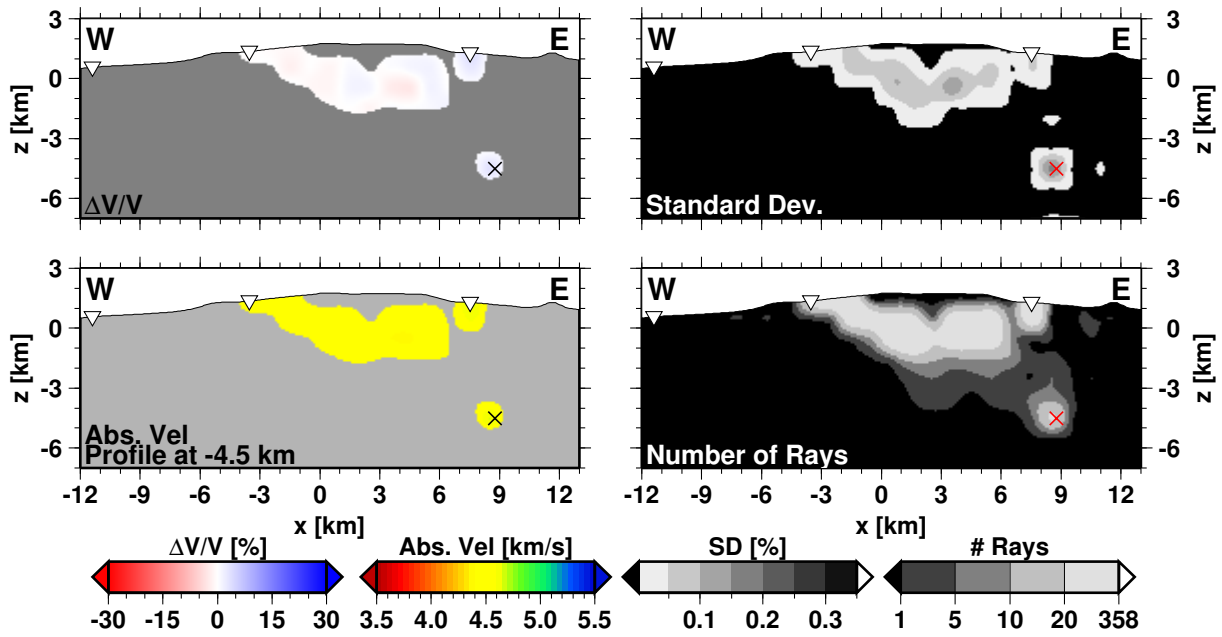 W E
3
0
-3
-6
z [km]
ΔV/V
W E
3
0
-3
-6
z [km]
Standard Dev.
W E
3
0
-3
-6
z [km]
Abs. Vel
Profile at -4.5 km
-12 -9 -6 -3 0 3 6 9 12
x [km]
W E
3
0
-3
-6
z [km]
Number of Rays
-12 -9 -6 -3 0 3 6 9 12
x [km]
ΔV/V [%]
-30 -15 0 15 30
Abs. Vel [km/s]
3.5 4.0 4.5 5.0 5.5
SD [%]
0.1 0.2 0.3
# Rays
1 5 10 20 358